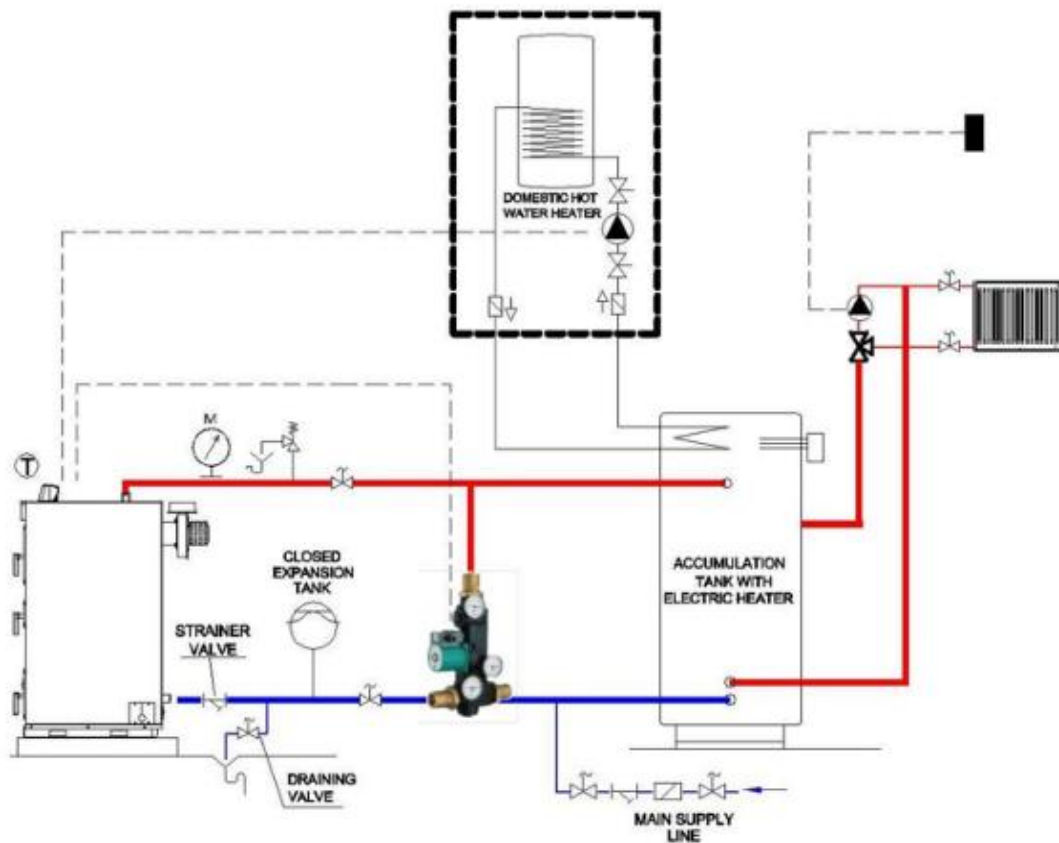 DOMESTIC HOT
WATER HEATER
M
T
CLOSED
EXPANSION
TANK
STRAINER
VALVE
ACCUMULATION
TANK WITH
ELECTRIC HEATER
DRAINING
VALVE
MAIN SUPPLY
LINE